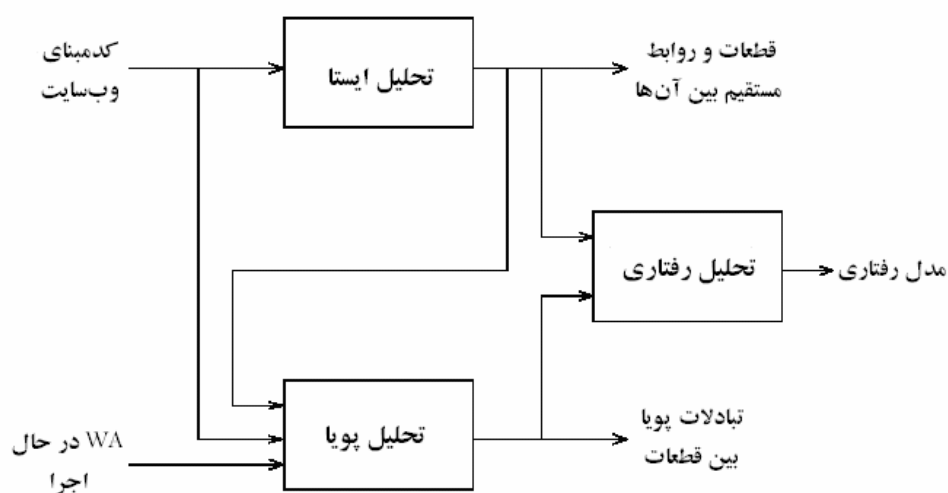 کدمبنای
وب‌سایت
تحلیل ایستا
قطعات و روابط
مستقیم بین آن‌ها
تحلیل رفتاری
مدل رفتاری
WA در حال
اجرا
تحلیل پویا
تبادلات پویا
بین قطعات